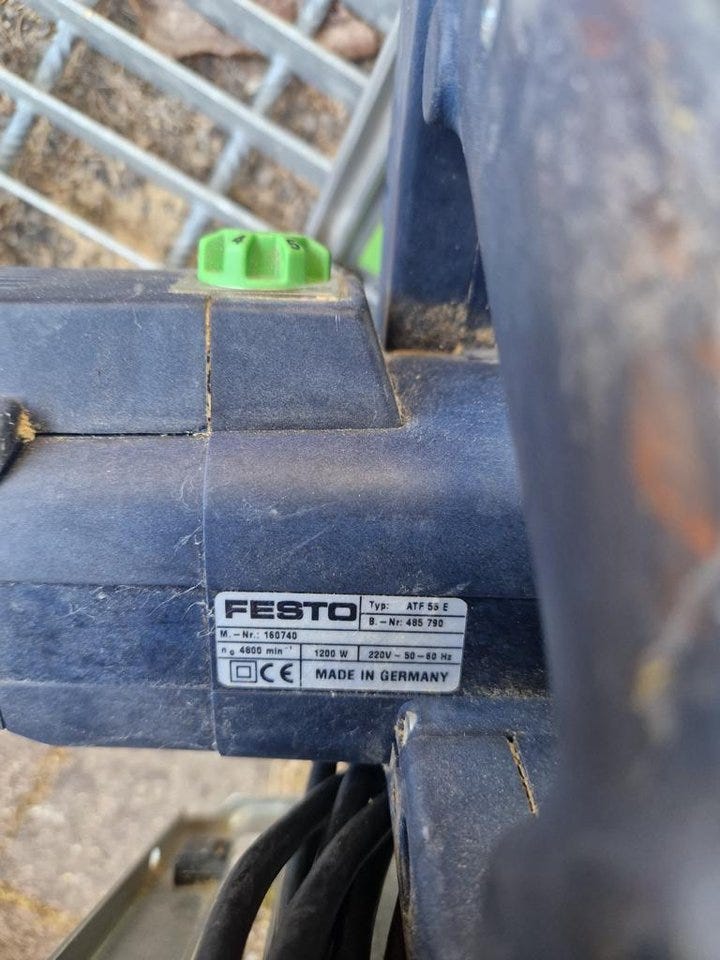 4 5
FESTO
Typ: ATF 55 E
B.-Nr: 485 790
M.-Nr.: 160740
n₀ 4800 min⁻¹ 1200 W 220V ~ 50-60 Hz
CE MADE IN GERMANY